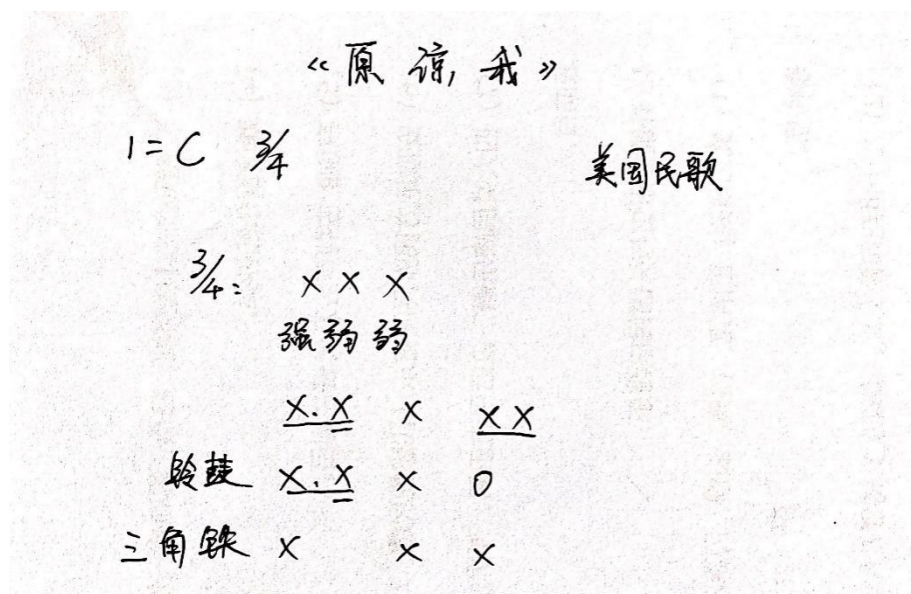 《原谅我》
1=C 3/4
美国民歌
3/4: X X X
强弱弱
X. X X X X
铃鼓 X. X X 0
三角铁 X X X